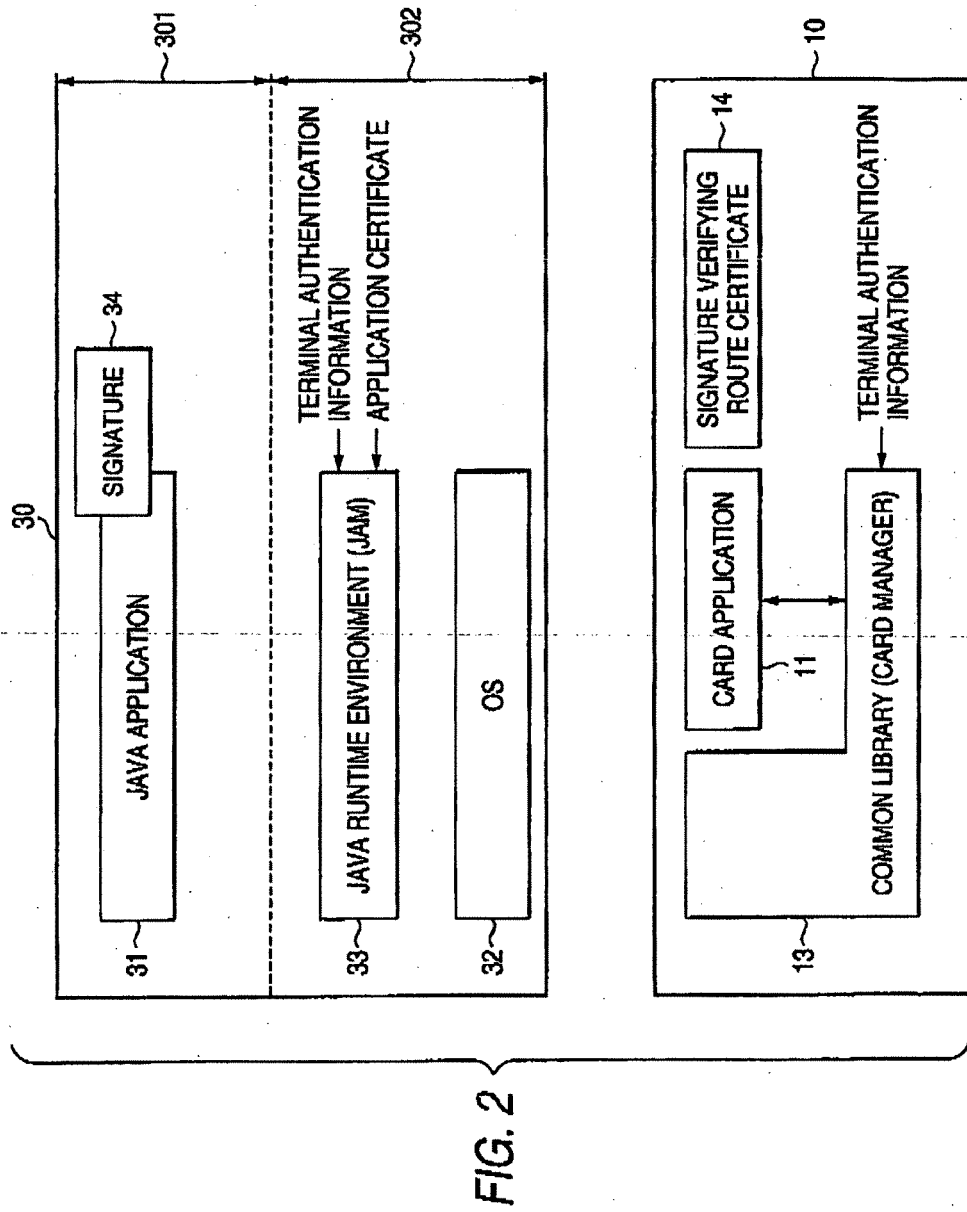 FIG. 2
30
301
302
JAVA APPLICATION
31
SIGNATURE
34
JAVA RUNTIME ENVIRONMENT (JAM)
33
TERMINAL AUTHENTICATION
INFORMATION
APPLICATION CERTIFICATE
OS
32
10
CARD APPLICATION
11
SIGNATURE VERIFYING
ROUTE CERTIFICATE
14
COMMON LIBRARY (CARD MANAGER)
13
TERMINAL AUTHENTICATION
INFORMATION